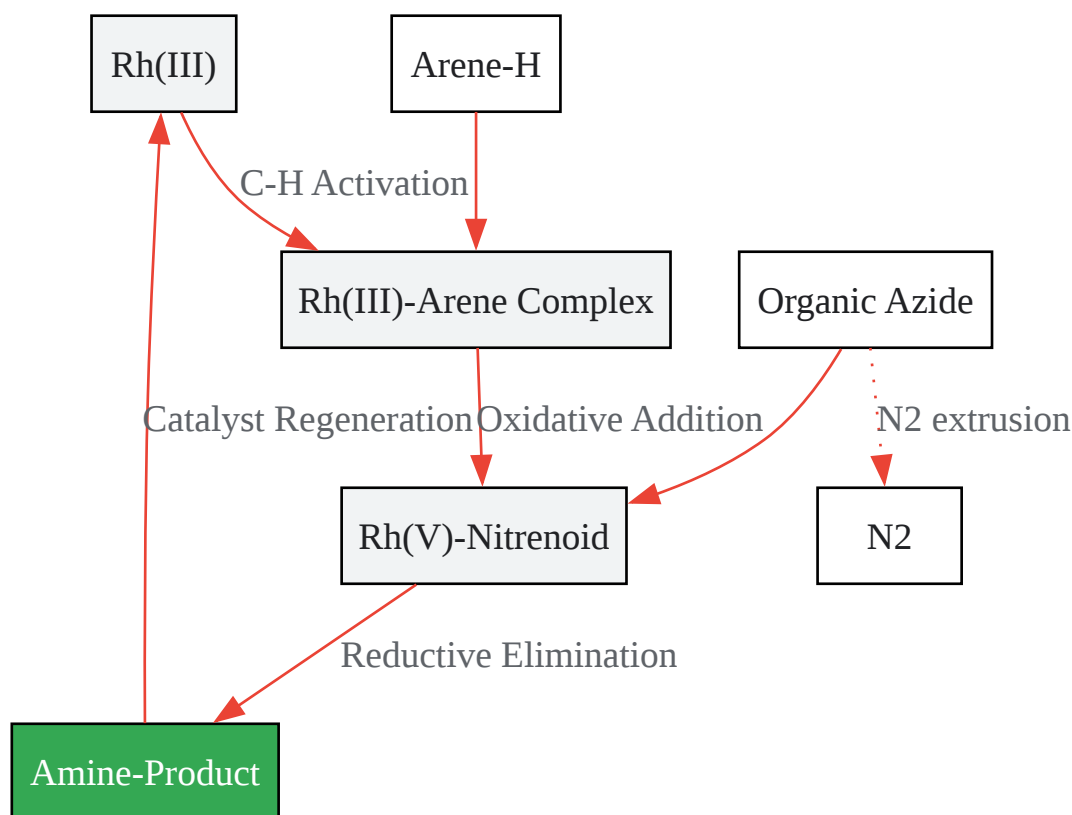 Rh(III)
Arene-H
C-H Activation
Rh(III)-Arene Complex
Organic Azide
Catalyst Regeneration
Oxidative Addition
N2 extrusion
Rh(V)-Nitrenoid
N2
Reductive Elimination
Amine-Product